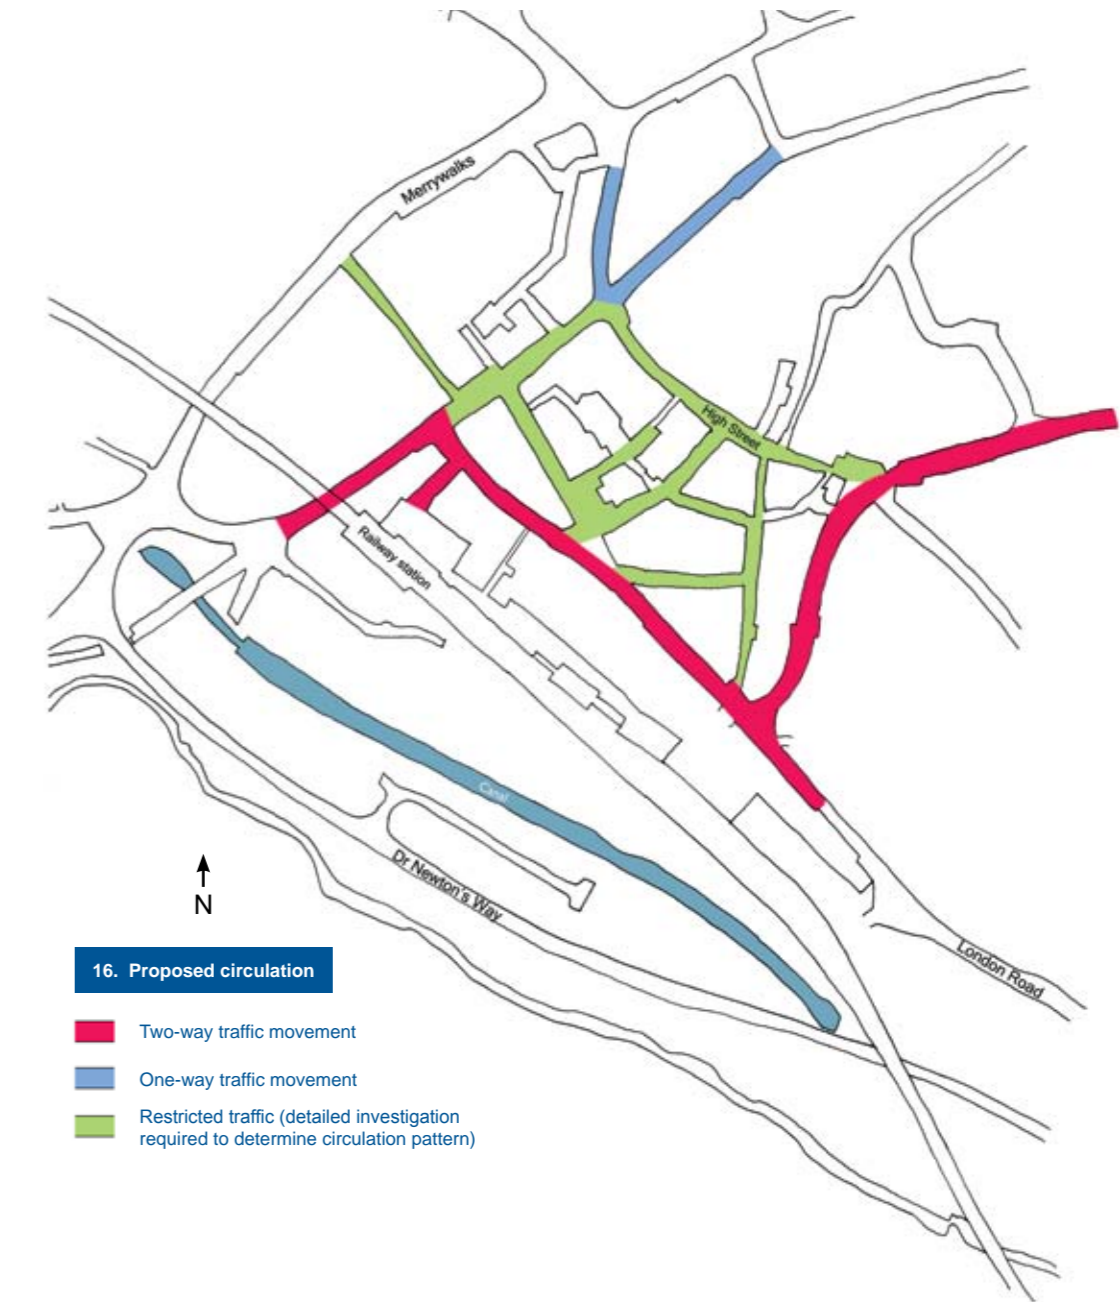 Merrywalks
High Street
Railway station
Canal
Dr Newton's Way
N
London Road
16. Proposed circulation
Two-way traffic movement
One-way traffic movement
Restricted traffic (detailed investigation
required to determine circulation pattern)